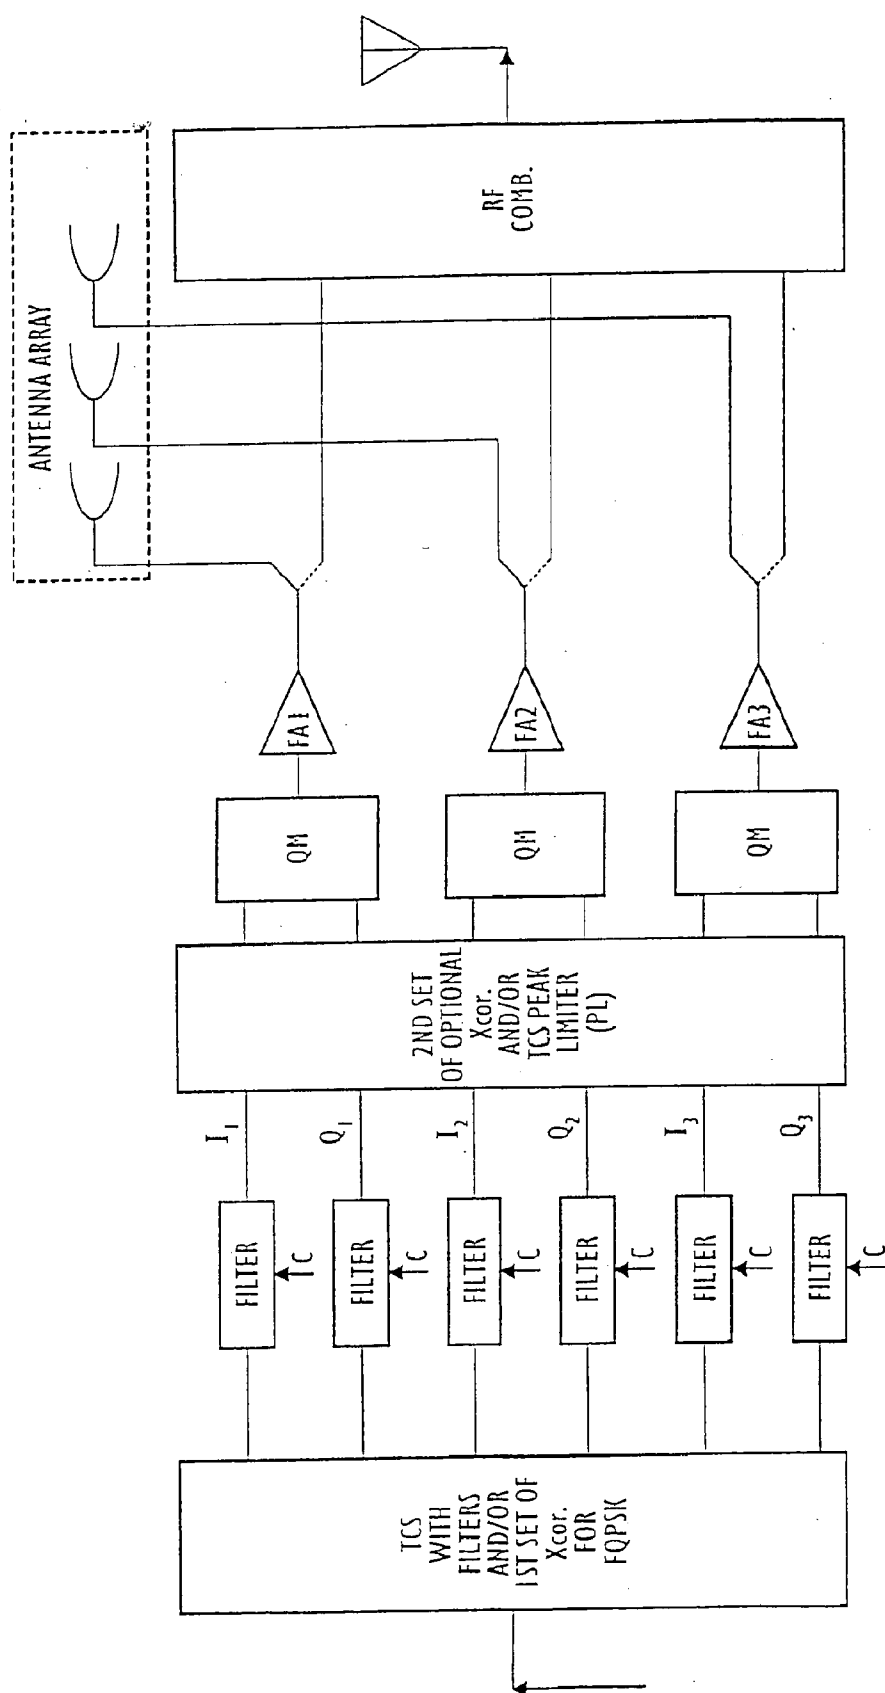 TCS
WITH
FILTERS
AND/OR
1ST SET OF
Xcor.
FOR
FQPSK
FILTER
C
FILTER
C
FILTER
C
FILTER
C
FILTER
C
FILTER
C
I1
Q1
I2
Q2
I3
Q3
2ND SET
OF OPTIONAL
Xcor.
AND/OR
TCS PEAK
LIMITER
(PL)
QM
QM
QM
FA1
FA2
FA3
ANTENNA ARRAY
RF
COMB.